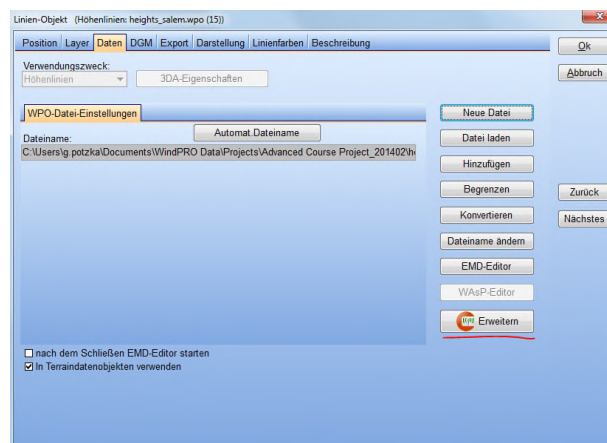 Linien-Objekt (Höhenlinien: heights_salem.wpo (15))
Position Layer Daten DGM Export Darstellung Linienfarben Beschreibung
Ok
Abbruch
Verwendungszweck:
Höhenlinien
3DA-Eigenschaften
WPO-Datei-Einstellungen
Neue Datei
Automat.Dateiname
Dateiname:
Datei laden
C:\Users\g.potzka\Documents\WindPRO Data\Projects\Advanced Course Project_201402\he
Hinzufügen
Begrenzen
Zurück
Konvertieren
Nächstes
Dateiname ändern
EMD-Editor
WAsP-Editor
Erweitern
nach dem Schließen EMD-Editor starten
In Terraindatenobjekten verwenden